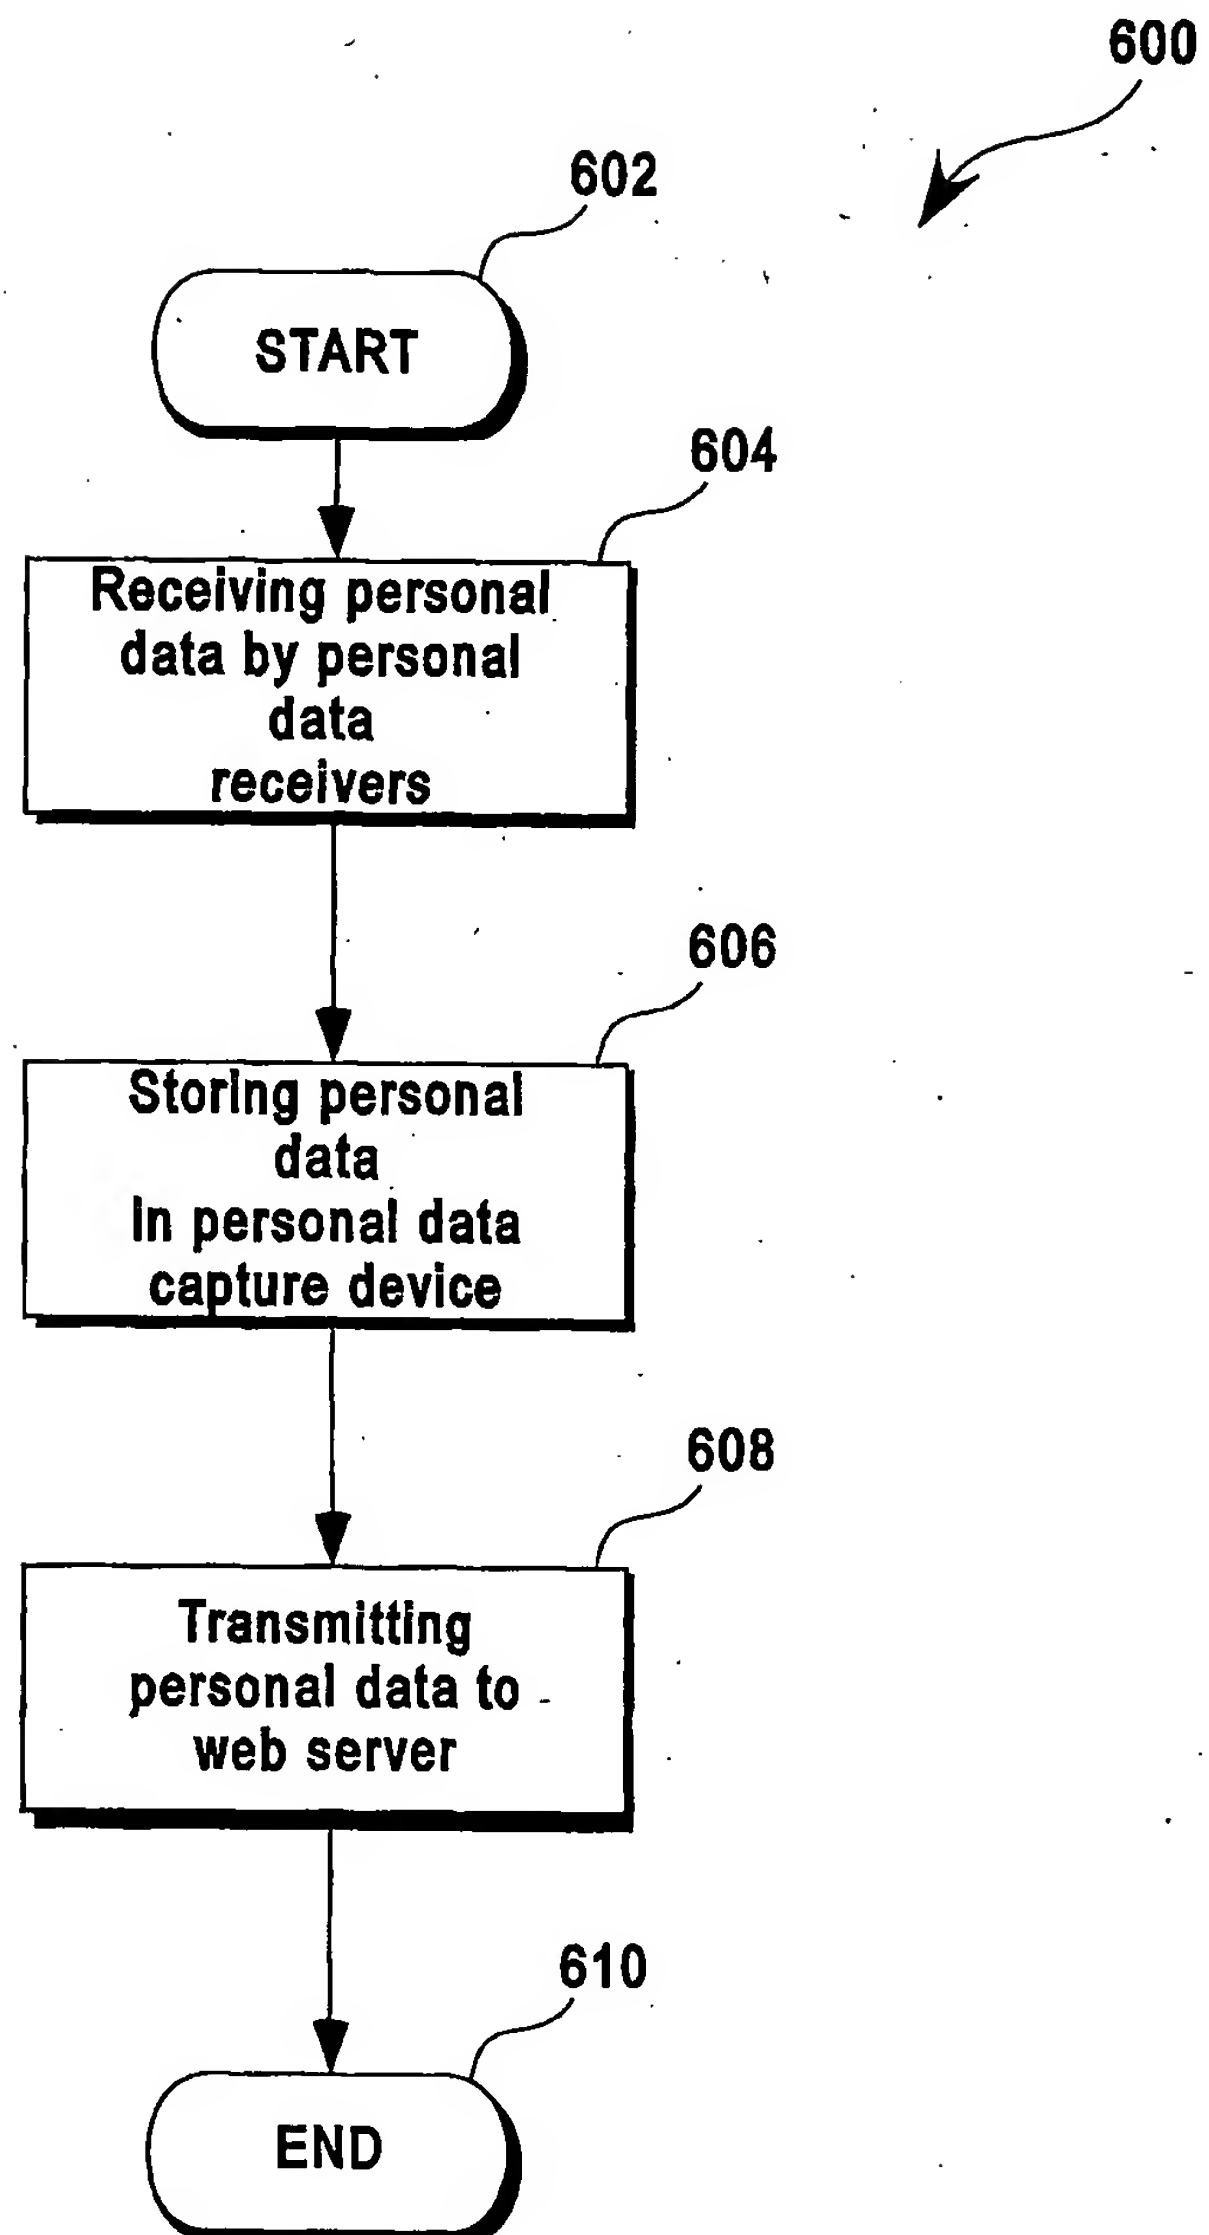 600
602
START
604
Receiving personal
data by personal
data
receivers
606
Storing personal
data
in personal data
capture device
608
Transmitting
personal data to
web server
610
END